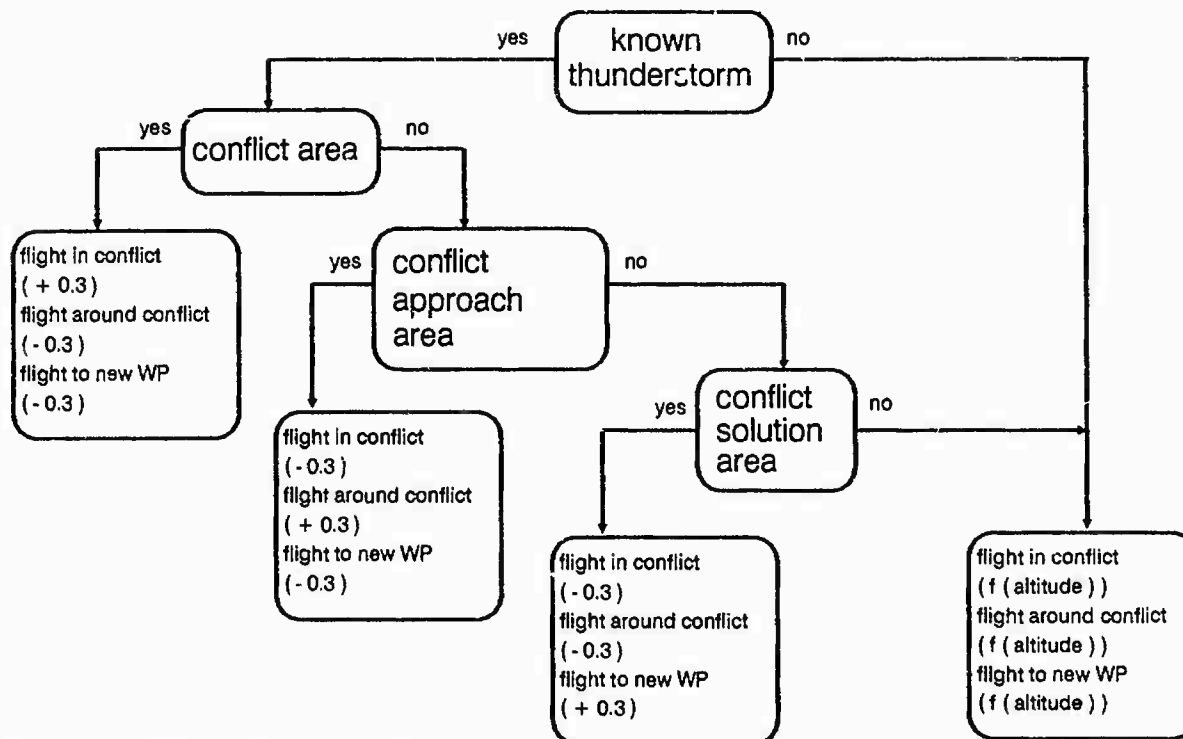 yes
known
thunderstorm
no
yes
conflict area
no
flight in conflict
( + 0.3 )
flight around conflict
( - 0.3 )
flight to new WP
( - 0.3 )
yes
conflict
approach
area
no
flight in conflict
( - 0.3 )
flight around conflict
( + 0.3 )
flight to new WP
( - 0.3 )
yes
conflict
solution
area
no
flight in conflict
( - 0.3 )
flight around conflict
( - 0.3 )
flight to new WP
( + 0.3 )
flight in conflict
( f ( altitude ) )
flight around conflict
( f ( altitude ) )
flight to new WP
( f ( altitude ) )